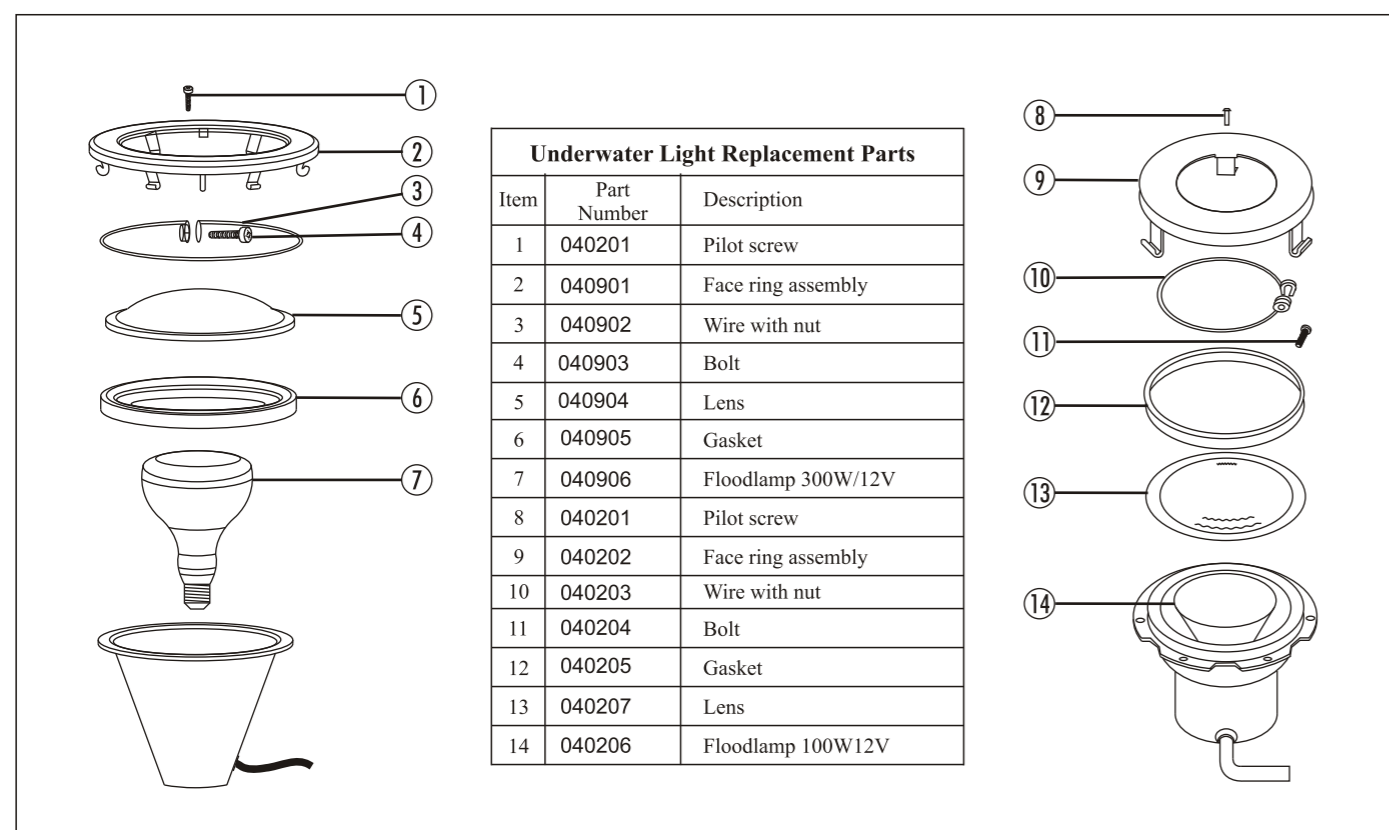 1
2
3
4
5
6
7
Underwater Light Replacement Parts
Item Part Number Description
1 040201 Pilot screw
2 040901 Face ring assembly
3 040902 Wire with nut
4 040903 Bolt
5 040904 Lens
6 040905 Gasket
7 040906 Floodlamp 300W/12V
8 040201 Pilot screw
9 040202 Face ring assembly
10 040203 Wire with nut
11 040204 Bolt
12 040205 Gasket
13 040207 Lens
14 040206 Floodlamp 100W12V
8
9
10
11
12
13
14